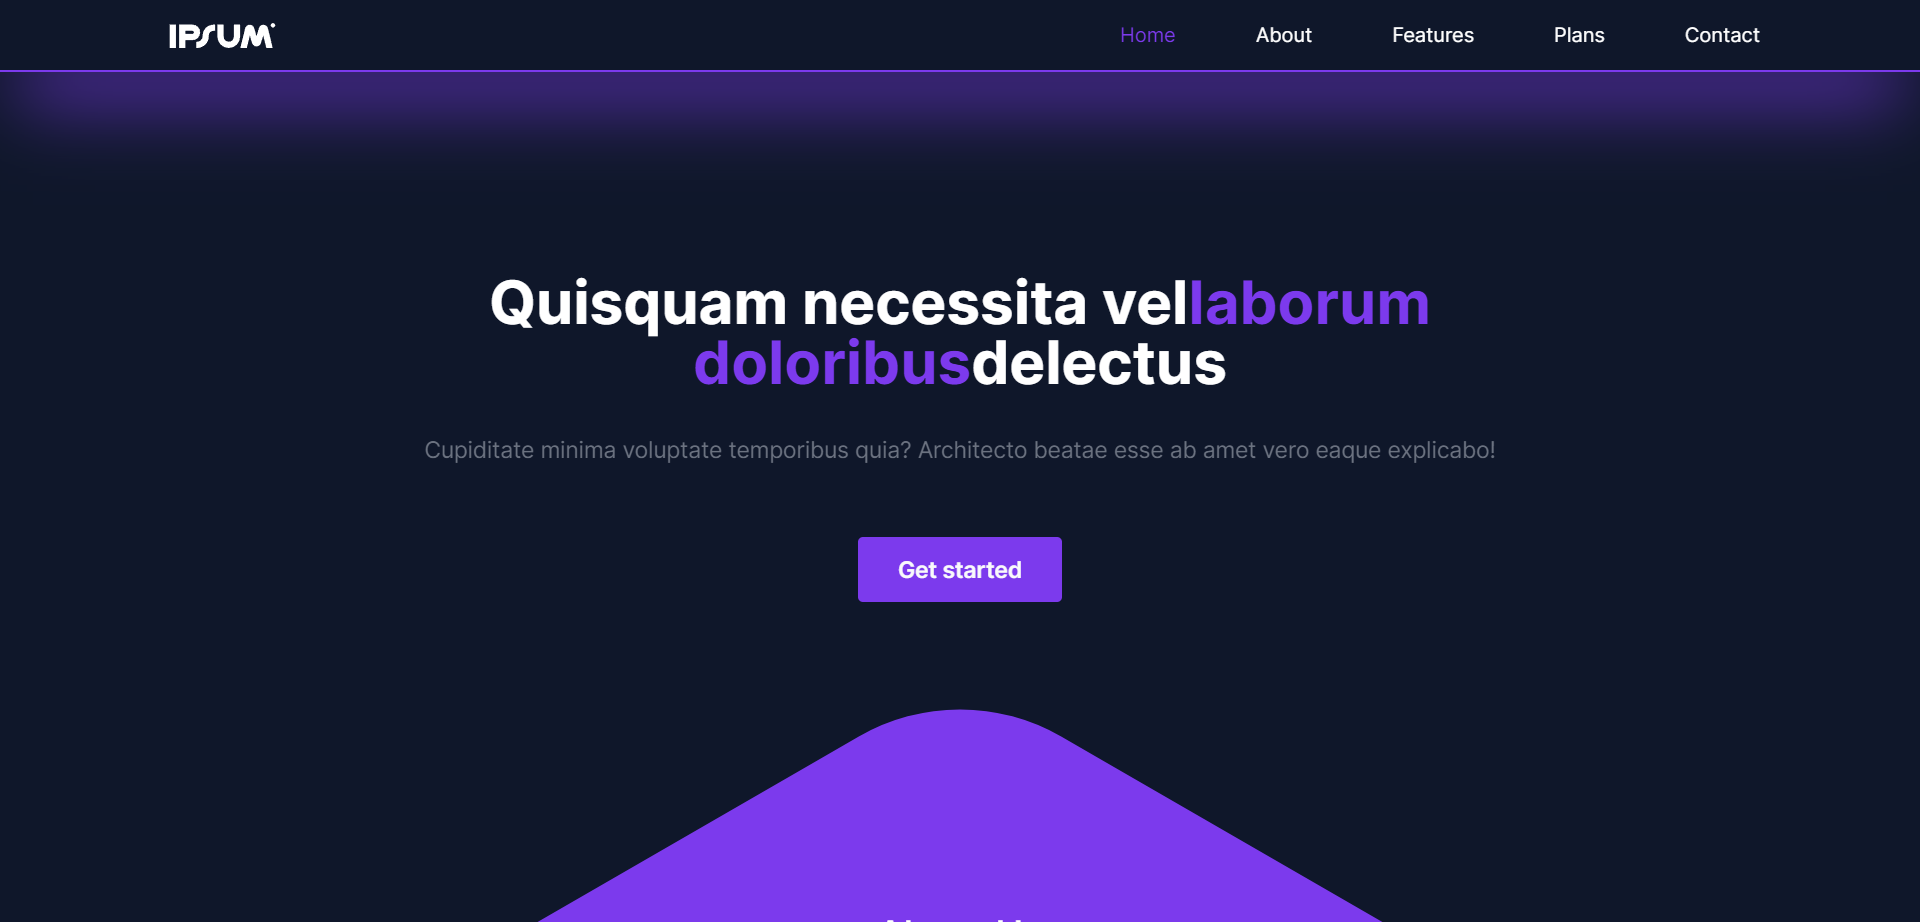 IPSUM
Home
About
Features
Plans
Contact
Quisquam necessita vellaborum
doloribusdelectus
Cupiditate minima voluptate temporibus quia? Architecto beatae esse ab amet vero eaque explicabo!
Get started